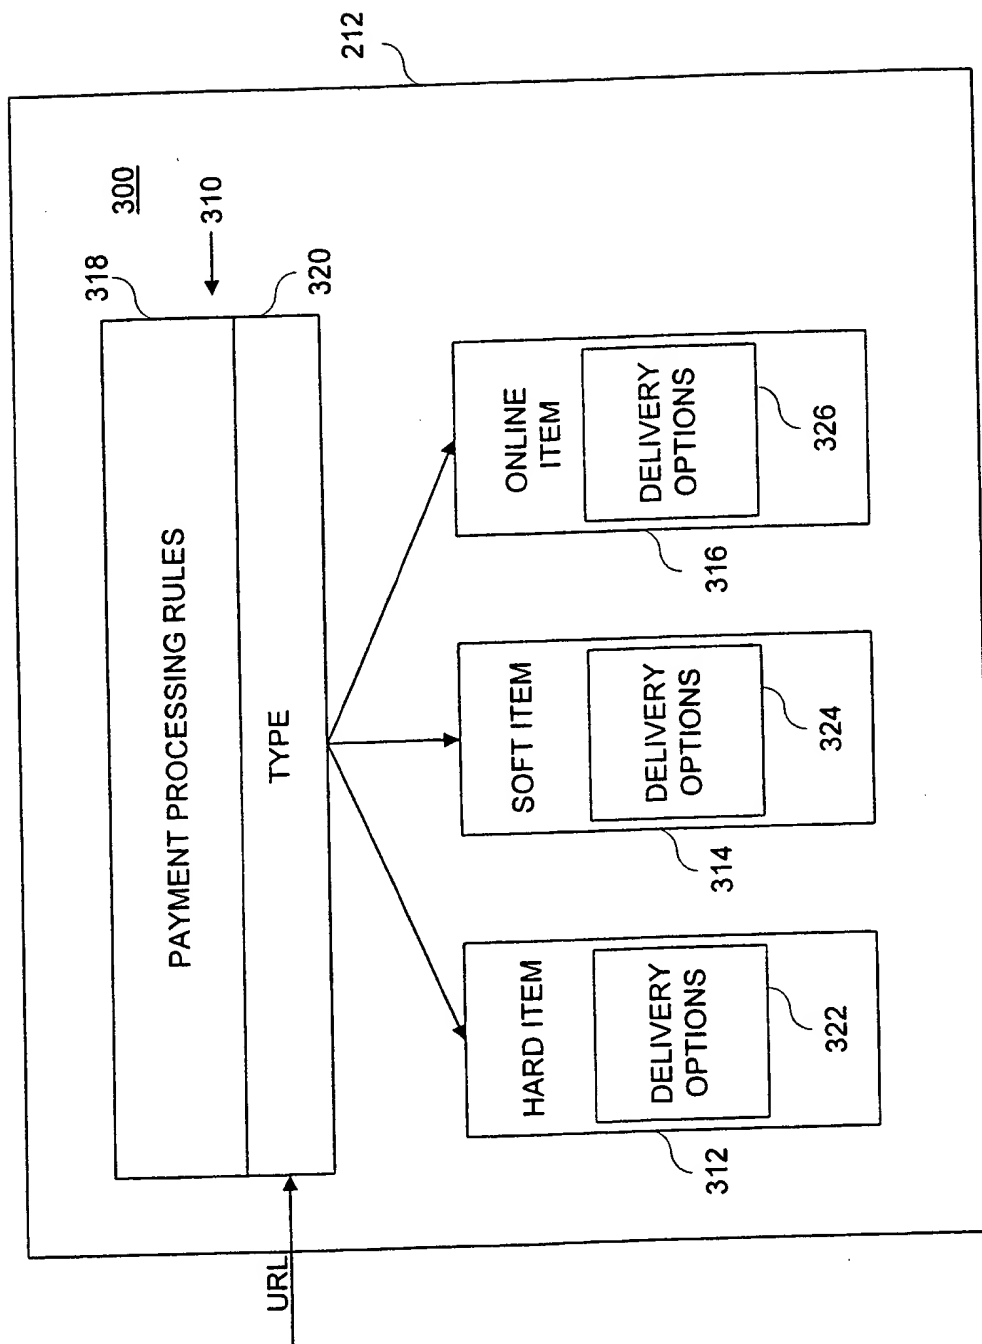 212
300
318
310
320
PAYMENT PROCESSING RULES
TYPE
URL
HARD ITEM
DELIVERY
OPTIONS
322
312
SOFT ITEM
DELIVERY
OPTIONS
324
314
ONLINE
ITEM
DELIVERY
OPTIONS
326
316